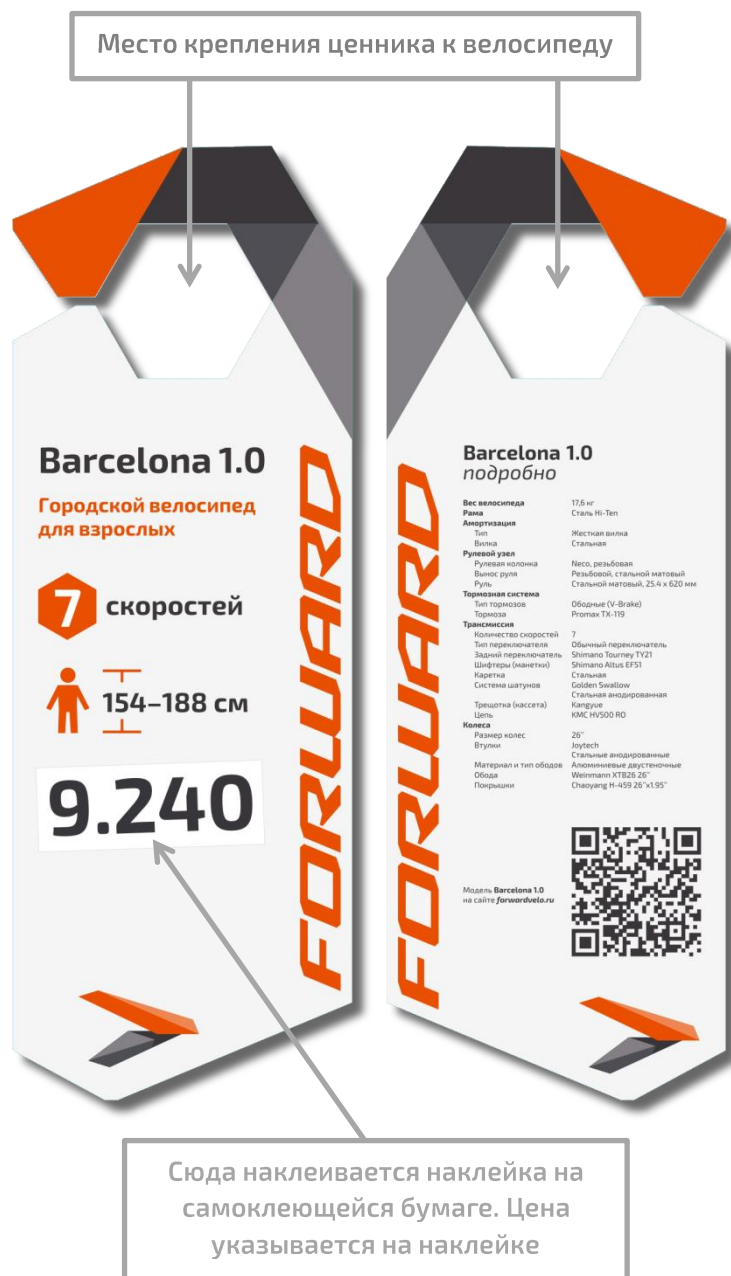 Место крепления ценника к велосипеду
Barcelona 1.0
Городской велосипед
для взрослых
7 скоростей
154–188 см
9.240
FORWARD
Barcelona 1.0
подробно
Вес велосипеда 17,6 кг
Рама Сталь Hi-Ten
Амортизация
Тип Жесткая вилка
Вилка Стальная
Рулевой узел
Рулевая колонка Neco, резьбовая
Вынос руля Резьбовой, стальной матовый
Руль Стальной матовый, 25.4 x 620 мм
Тормозная система
Тип тормозов Ободные (V-Brake)
Тормоза Promax TX-119
Трансмиссия
Количество скоростей 7
Тип переключателя Обычный переключатель
Задний переключатель Shimano Tourney TY21
Шифтеры (манетки) Shimano Altus EF51
Каретка Стальная
Система шатунов Golden Swallow
Стальная анодированная
Трещотка (кассета) Kangyue
Цепь KMC HV500 RO
Колеса
Размер колес 26"
Втулки Joytech
Стальные анодированные
Материал и тип ободов Алюминиевые двустеночные
Обода Weinmann XTB26 26"
Покрышки Chaoyang H-459 26"x1.95"
Модель Barcelona 1.0
на сайте forwardvelo.ru
FORWARD
Сюда наклеивается наклейка на
самоклеющейся бумаге. Цена
указывается на наклейке